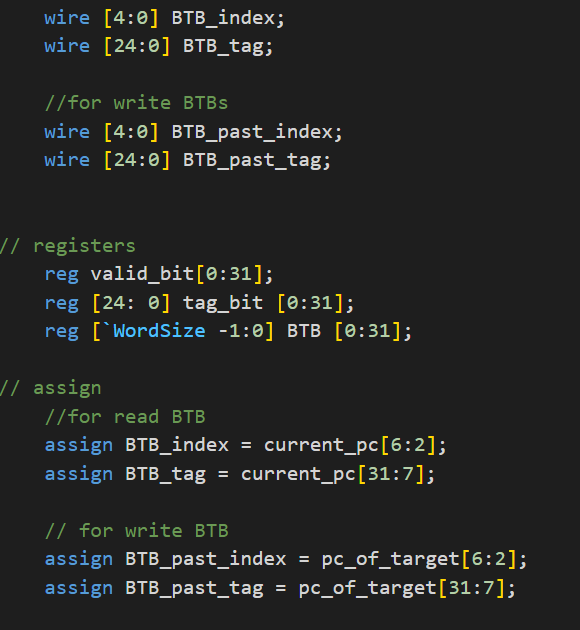 wire [4:0] BTB_index;
wire [24:0] BTB_tag;
//for write BTBs
wire [4:0] BTB_past_index;
wire [24:0] BTB_past_tag;
// registers
reg valid_bit[0:31];
reg [24: 0] tag_bit [0:31];
reg [`WordSize -1:0] BTB [0:31];
// assign
//for read BTB
assign BTB_index = current_pc[6:2];
assign BTB_tag = current_pc[31:7];
// for write BTB
assign BTB_past_index = pc_of_target[6:2];
assign BTB_past_tag = pc_of_target[31:7];